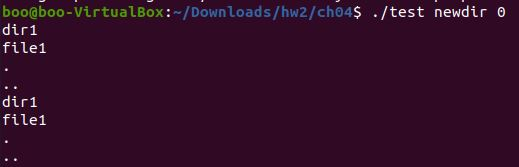 boo@boo-VirtualBox:~/Downloads/hw2/ch04$ ./test newdir 0
dir1
file1
.
..
dir1
file1
.
..